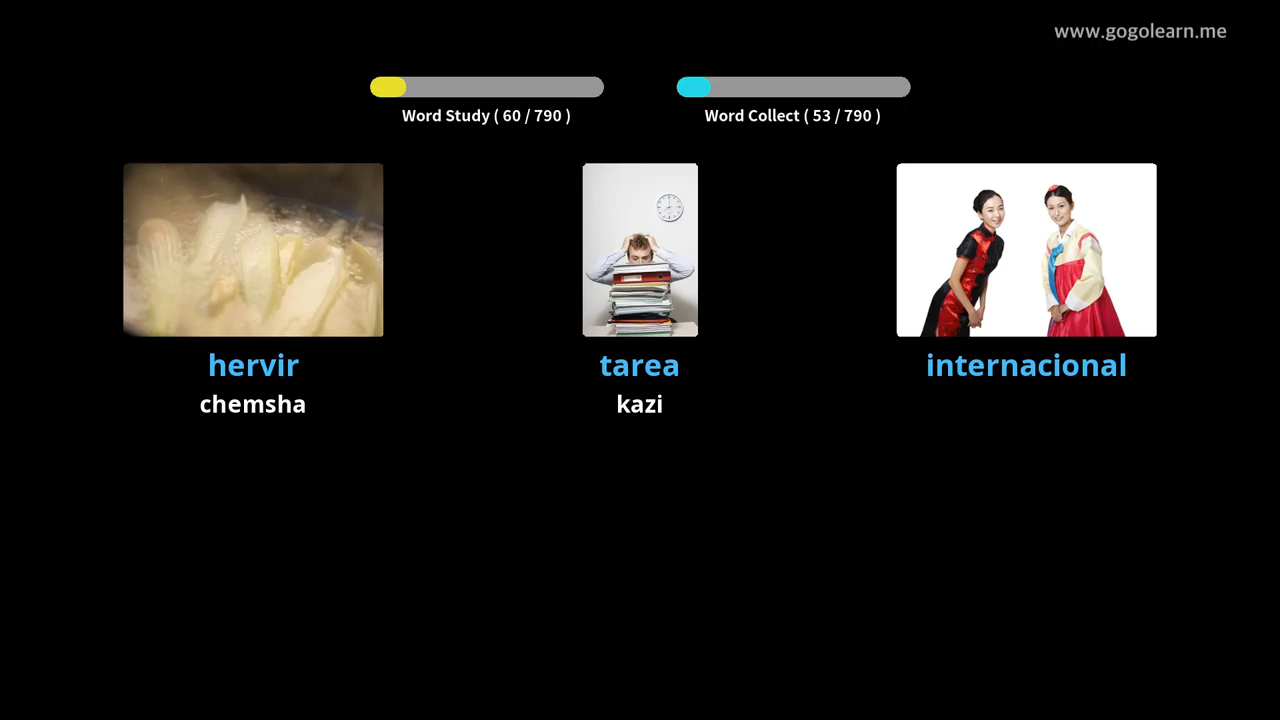 www.gogolearn.me
Word Study ( 60 / 790 )
Word Collect ( 53 / 790 )
hervir
tarea
internacional
chemsha
kazi